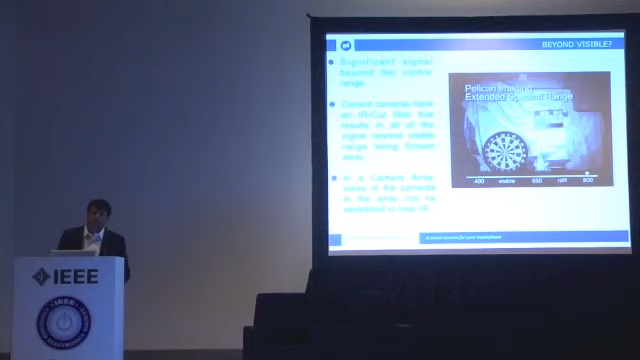 BEYOND VISIBLE?
Significant signal
beyond the visible
range.
Current cameras have
an IR-Cut filter that
results in all of the
signal beyond visible
range being thrown
away.
In a Camera Array
some of the cameras
in the array can be
sensitized to near-IR.
Pelican Imaging
Extended Spectral Range
400 visible 650 nIR 800
IEEE
IEEE